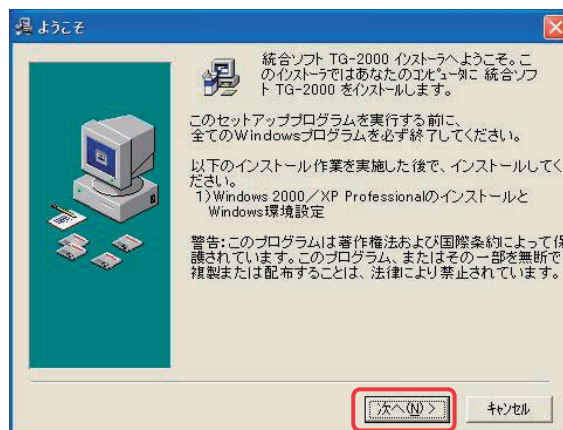 ようこそ
統合ソフト TG-2000 インストーラへようこそ。こ
のインストーラではあなたのコンピュータに 統合ソフ
ト TG-2000 をインストールします。
このセットアッププログラムを実行する前に、
全てのWindowsプログラムを必ず終了してください。
以下のインストール作業を実施した後で、インストールしてく
ださい。
1)Windows 2000／XP Professionalのインストールと
Windows環境設定
警告:このプログラムは著作権法および国際条約によって保
護されています。このプログラム、またはその一部を無断で
複製または配布することは、法律により禁止されています。
次へ(N) >
キャンセル